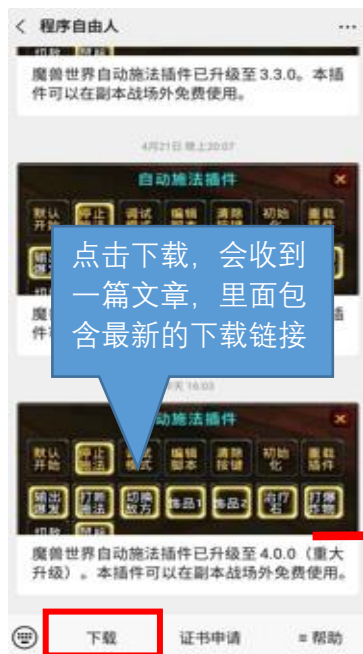 程序自由人
魔兽世界自动施法插件已升级至3.3.0。本插
件可以在副本战场外免费使用。
4月21日 晚上20:07
自动施法插件
默认 停止 调试 编辑 清除 初始 重载
开始 施法 模式 脚本 按键 化 插件
点击下载，会收到
一篇文章，里面包
含最新的下载链接
魔
件
天 16:03
动施法插件
默认 停止 模式 编辑 清除 初始 重载
开始 施法 脚本 按键 化 插件
输出 打断 切换 饰品1 饰品2 治疗 打爆
爆发 施法 敌方 石 炸物
魔兽世界自动施法插件已升级至4.0.0（重大
升级）。本插件可以在副本战场外免费使用。
下载 证书申请 ≡ 帮助